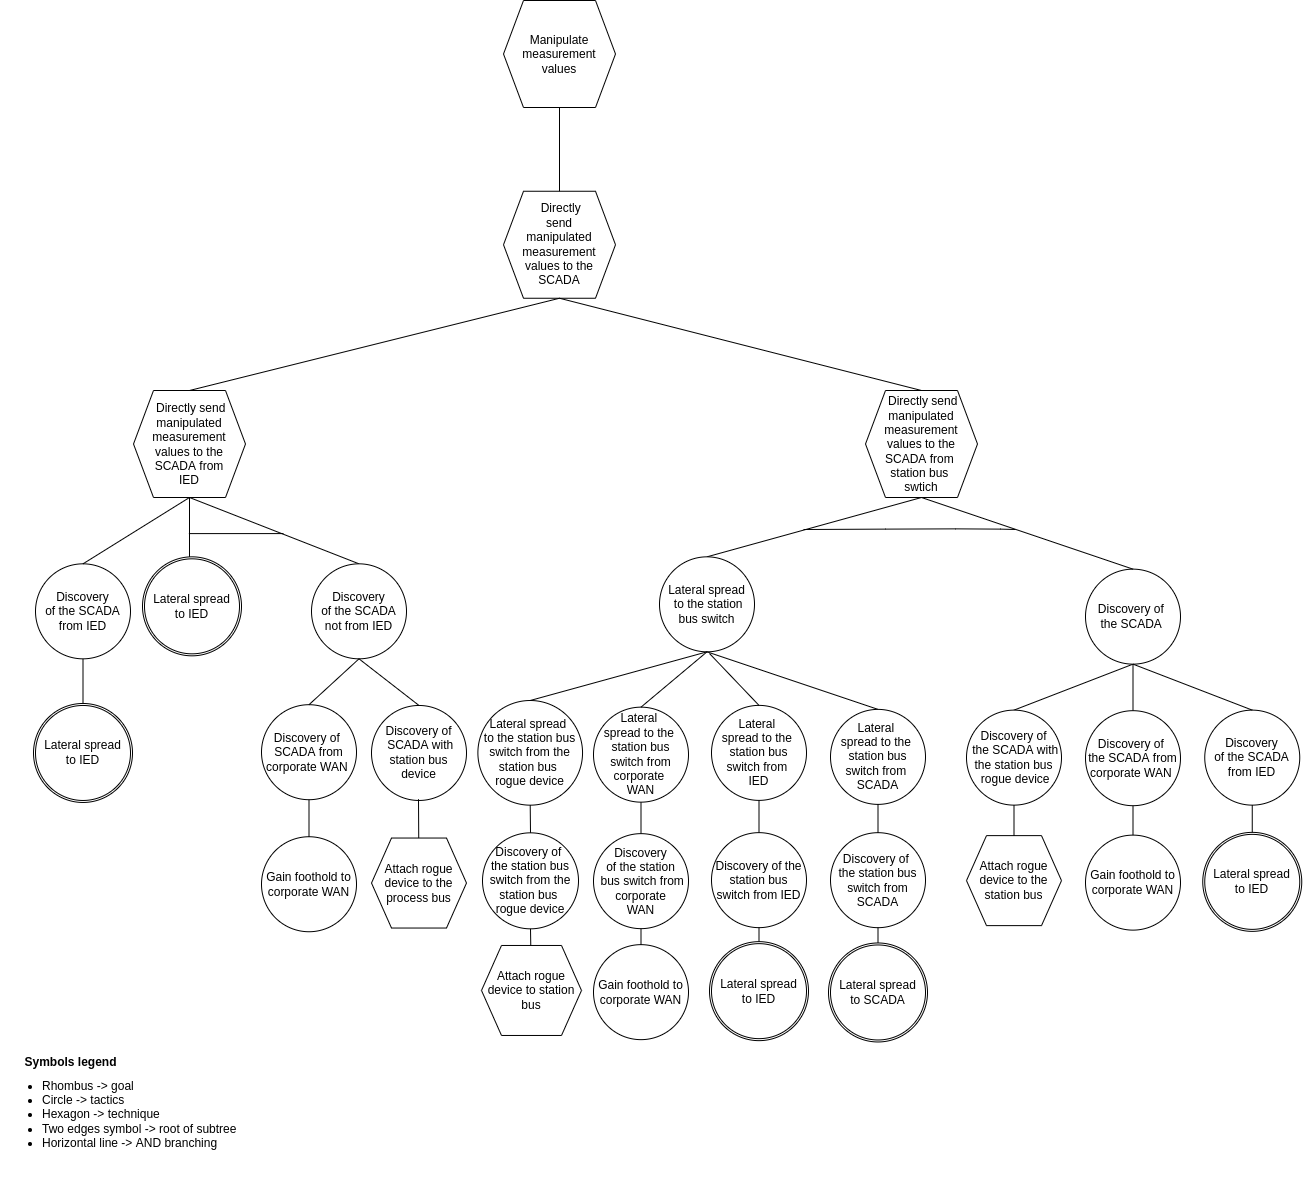 Manipulate
measurement
values
Directly
send
manipulated
measurement
values to the
SCADA
Directly send
manipulated
measurement
values to the
SCADA from
IED
Directly send
manipulated
measurement
values to the
SCADA from
station bus
swtich
Discovery
of the SCADA
from IED
Lateral spread
to IED
Discovery
of the SCADA
not from IED
Lateral spread
to the station
bus switch
Discovery of
the SCADA
Lateral spread
to IED
Discovery of
SCADA from
corporate WAN
Discovery of
SCADA with
station bus
device
Lateral spread
to the station bus
switch from the
station bus
rogue device
Lateral
spread to the
station bus
switch from
corporate
WAN
Lateral
spread to the
station bus
switch from
IED
Lateral
spread to the
station bus
switch from
SCADA
Discovery of
the SCADA with
the station bus
rogue device
Discovery of
the SCADA from
corporate WAN
Discovery
of the SCADA
from IED
Gain foothold to
corporate WAN
Attach rogue
device to the
process bus
Discovery of
the station bus
switch from the
station bus
rogue device
Discovery
of the station
bus switch from
corporate
WAN
Discovery of the
station bus
switch from IED
Discovery of
the station bus
switch from
SCADA
Attach rogue
device to the
station bus
Gain foothold to
corporate WAN
Lateral spread
to IED
Attach rogue
device to station
bus
Gain foothold to
corporate WAN
Lateral spread
to IED
Lateral spread
to SCADA
Symbols legend
• Rhombus -> goal
• Circle -> tactics
• Hexagon -> technique
• Two edges symbol -> root of subtree
• Horizontal line -> AND branching